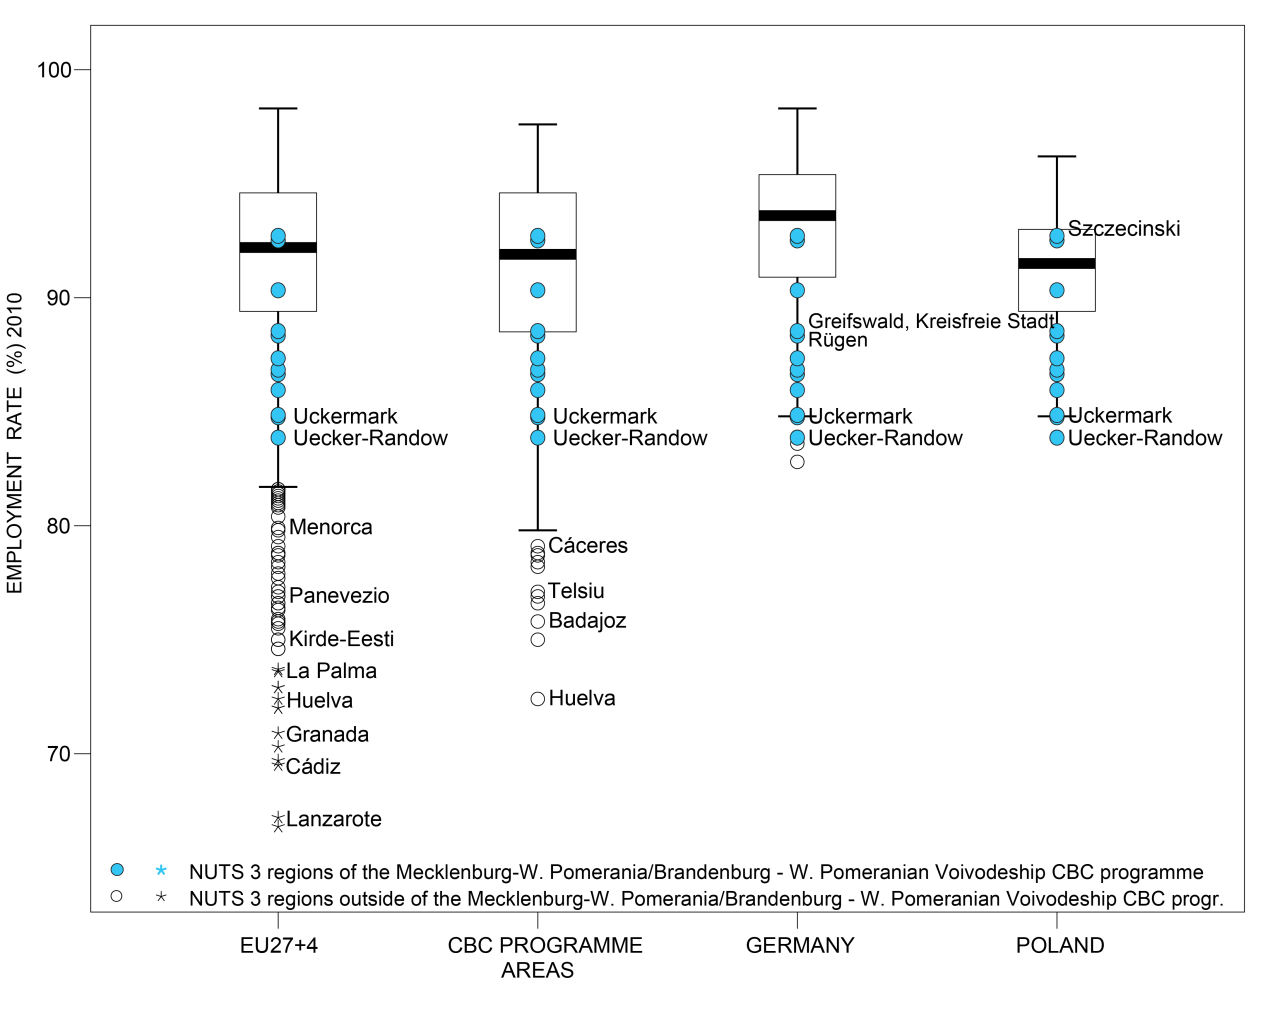 EMPLOYMENT RATE (%) 2010
100
90
80
70
Uckermark
Uecker-Randow
Menorca
Panevezio
Kirde-Eesti
La Palma
Huelva
Granada
Cádiz
Lanzarote
Uckermark
Uecker-Randow
Cáceres
Telsiu
Badajoz
Huelva
Greifswald, Kreisfreie Stadt
Rügen
Uckermark
Uecker-Randow
Szczecinski
Uckermark
Uecker-Randow
NUTS 3 regions of the Mecklenburg-W. Pomerania/Brandenburg - W. Pomeranian Voivodeship CBC programme
NUTS 3 regions outside of the Mecklenburg-W. Pomerania/Brandenburg - W. Pomeranian Voivodeship CBC progr.
EU27+4
CBC PROGRAMME
AREAS
GERMANY
POLAND